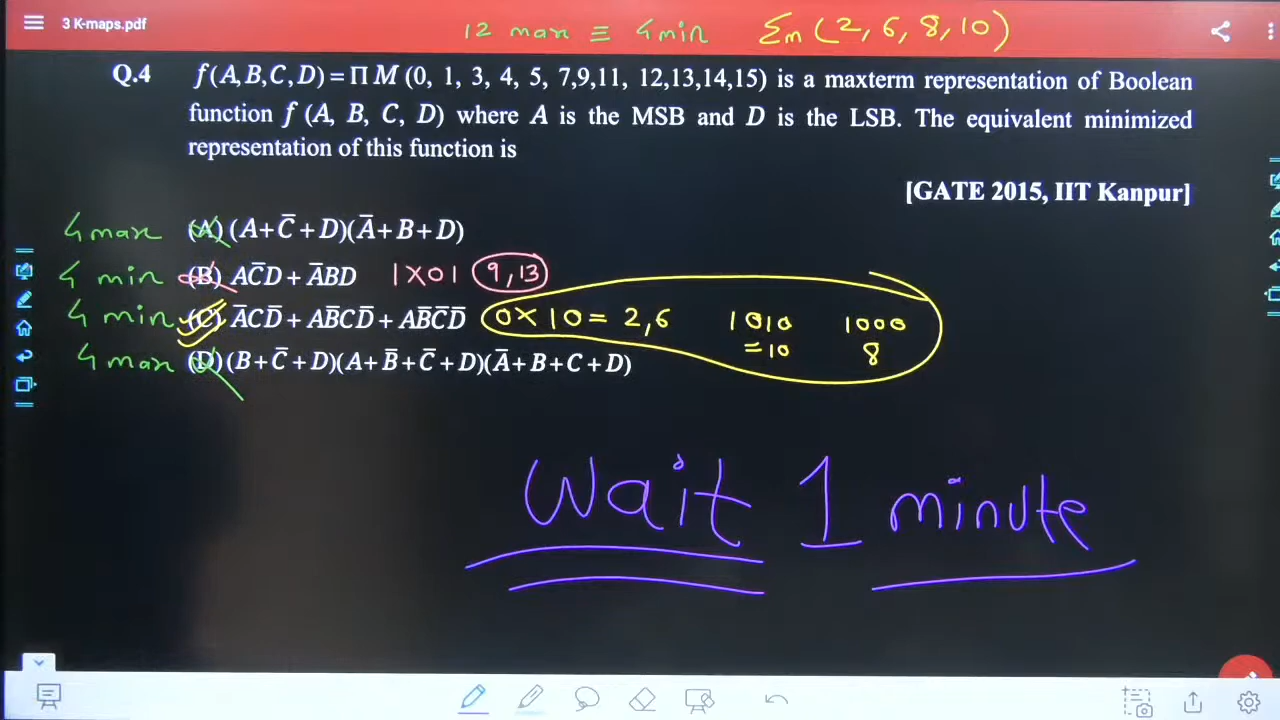 3 K-maps.pdf
12 max ≡ 4 min Σm (2, 6, 8, 10)
Q.4 f(A,B,C,D) = Π M (0, 1, 3, 4, 5, 7,9,11, 12,13,14,15) is a maxterm representation of Boolean
function f (A, B, C, D) where A is the MSB and D is the LSB. The equivalent minimized
representation of this function is
[GATE 2015, IIT Kanpur]
4 max (A) (A+C̅+D)(A̅+B+D)
4 min (B) AC̅D + A̅BD 1X01 (9, 13)
4 min (C) A̅CD̅ + AB̅CD̅ + AB̅C̅D̅ 0X10 = 2, 6 1010 1000
=10 8
4 max (D) (B+C̅+D)(A+B̅+C̅+D)(A̅+B+C+D)
Wait 1 minute